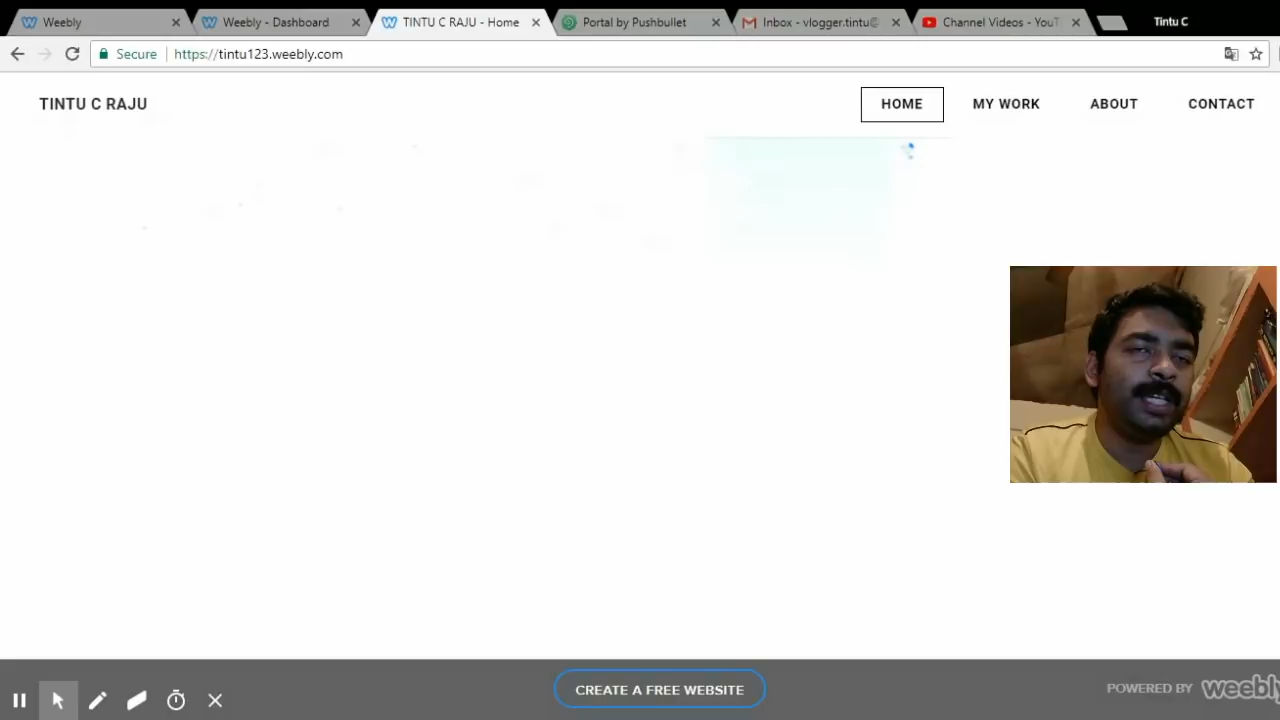 Weebly
Weebly - Dashboard
TINTU C RAJU - Home
Portal by Pushbullet
Inbox - vlogger.tintu@
Channel Videos - YouT
Tintu C
Secure
https://tintu123.weebly.com
TINTU C RAJU
HOME
MY WORK
ABOUT
CONTACT
CREATE A FREE WEBSITE
POWERED BY weebly